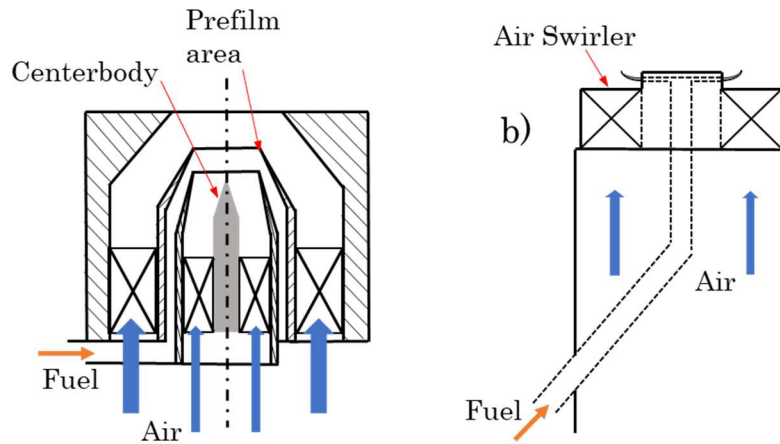 Prefilm
area
Centerbody
Fuel
Air
Air Swirler
b)
Air
Fuel